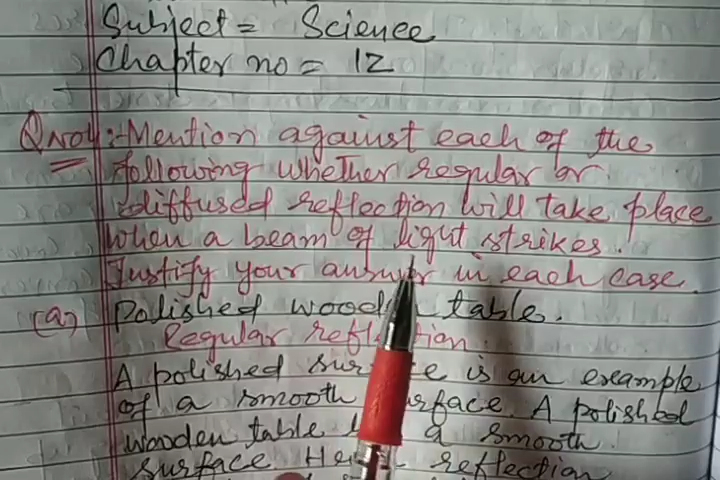 Subject = Science
Chapter no = 12
Q no 4:- Mention against each of the
following whether regular or
diffused reflection will take place
when a beam of light strikes.
Justify your answer in each case.
(a) Polished wooden table.
Regular reflection.
A polished surface is an example
of a smooth surface. A polished
wooden table a smooth
surface reflection